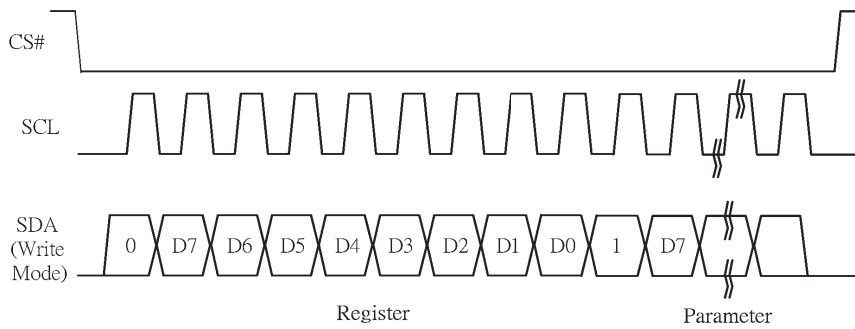 CS#
SCL
SDA
(Write
Mode)
0 D7 D6 D5 D4 D3 D2 D1 D0 1 D7
Register
Parameter